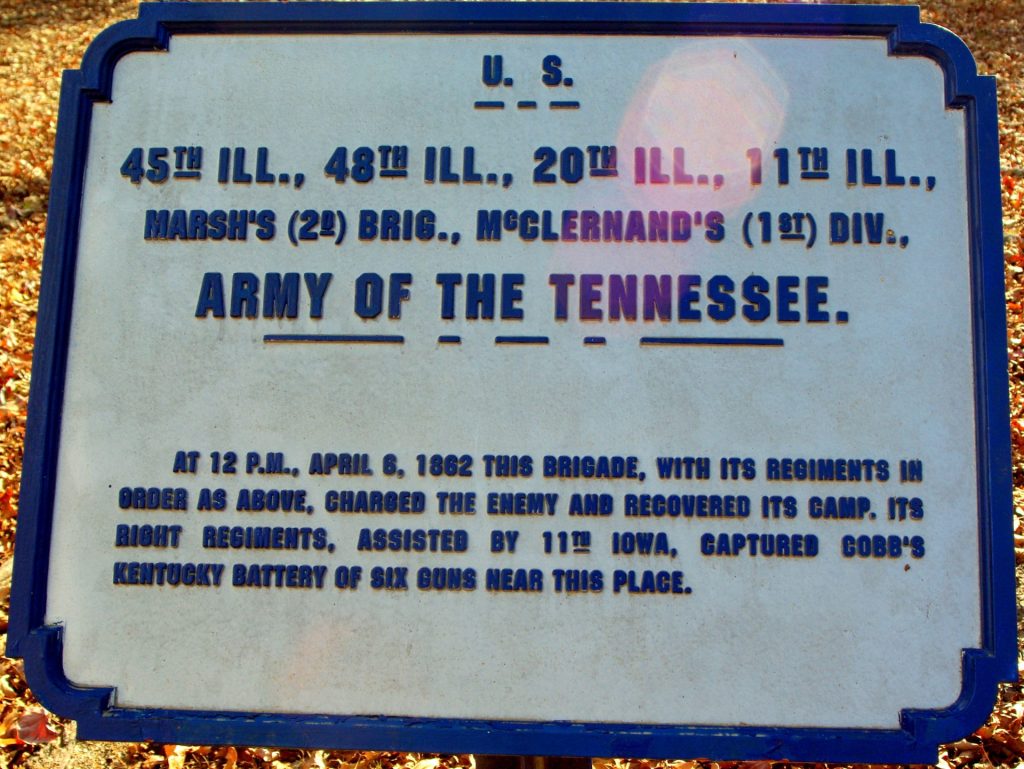 U. S.
45TH ILL., 48TH ILL., 20TH ILL., 11TH ILL.,
MARSH'S (2D) BRIG., McCLERNAND'S (1ST) DIV.,
ARMY OF THE TENNESSEE.
AT 12 P.M., APRIL 6, 1862 THIS BRIGADE, WITH ITS REGIMENTS IN
ORDER AS ABOVE, CHARGED THE ENEMY AND RECOVERED ITS CAMP. ITS
RIGHT REGIMENTS, ASSISTED BY 11TH IOWA, CAPTURED COBB'S
KENTUCKY BATTERY OF SIX GUNS NEAR THIS PLACE.